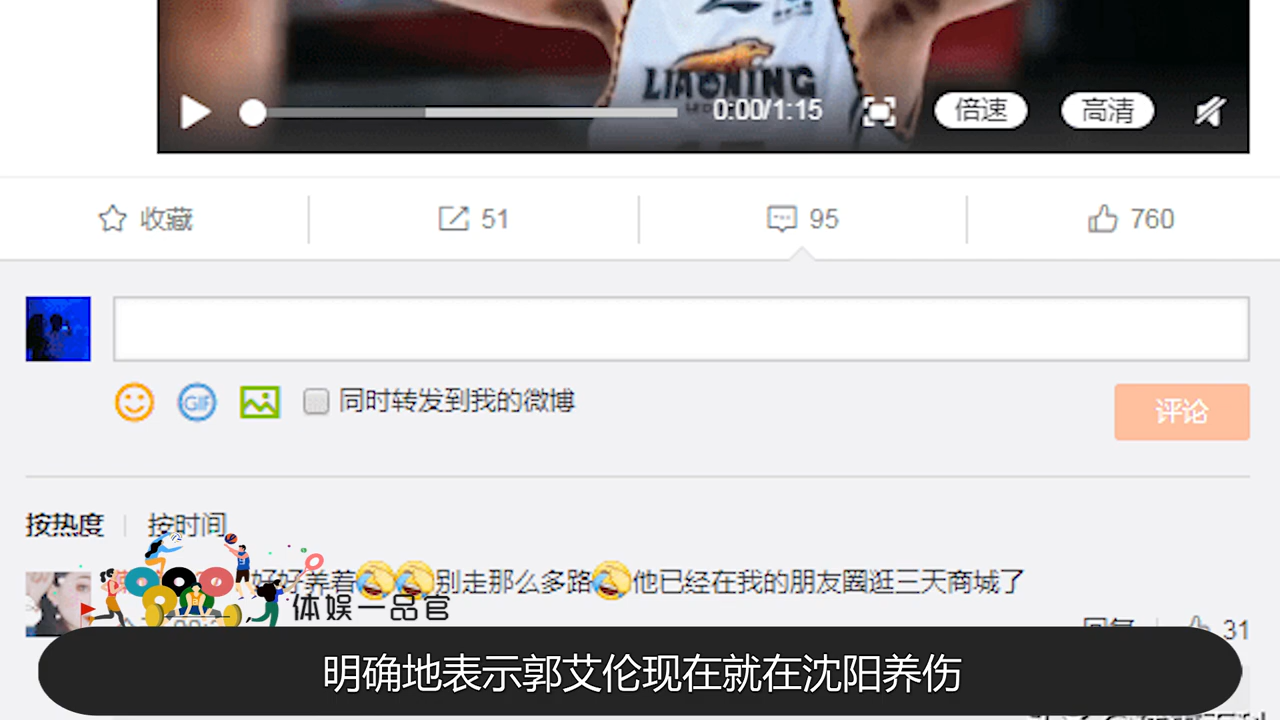 LIAONING
0:00/1:15 倍速 高清
收藏 51 95 760
GIF 同时转发到我的微博
评论
按热度 按时间
好好养着别走那么多路他已经在我的朋友圈逛三天商城了
体娱一品官
回复 31
明确地表示郭艾伦现在就在沈阳养伤